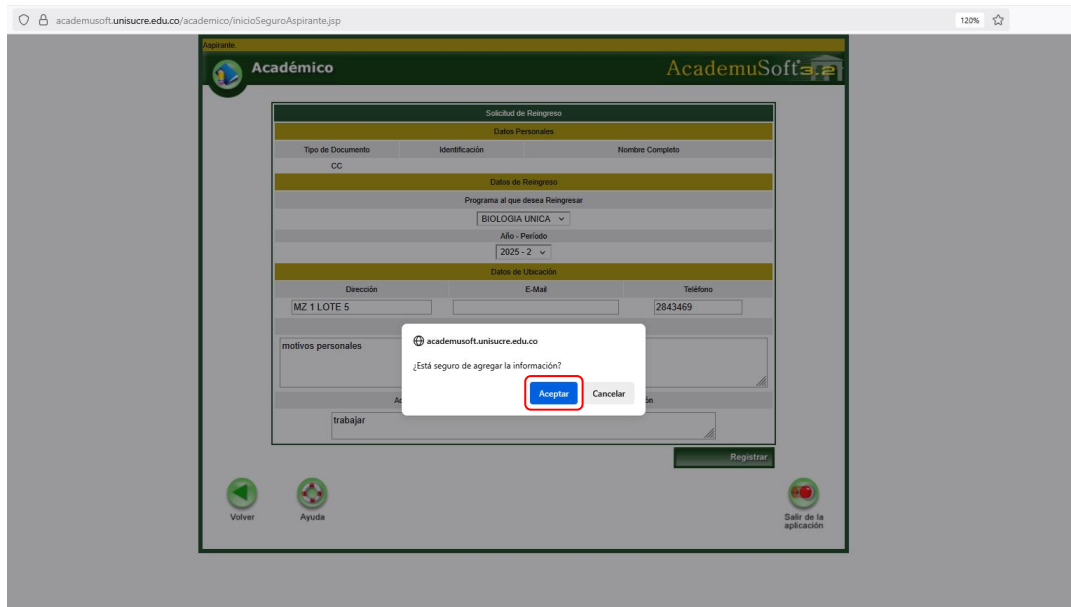 academusoft.unisucre.edu.co/academico/inicioSeguroAspirante.jsp
120%
Aspirante.
Académico
AcademuSoft 3.2
Solicitud de Reingreso
Datos Personales
Tipo de Documento Identificación Nombre Completo
CC
Datos de Reingreso
Programa al que desea Reingresar
BIOLOGIA UNICA
Año - Período
2025 - 2
Datos de Ubicación
Dirección E-Mail Teléfono
MZ 1 LOTE 5 2843469
academusoft.unisucre.edu.co
motivos personales
¿Está seguro de agregar la información?
Aceptar Cancelar
trabajar
Registrar
Volver Ayuda Salir de la
aplicación